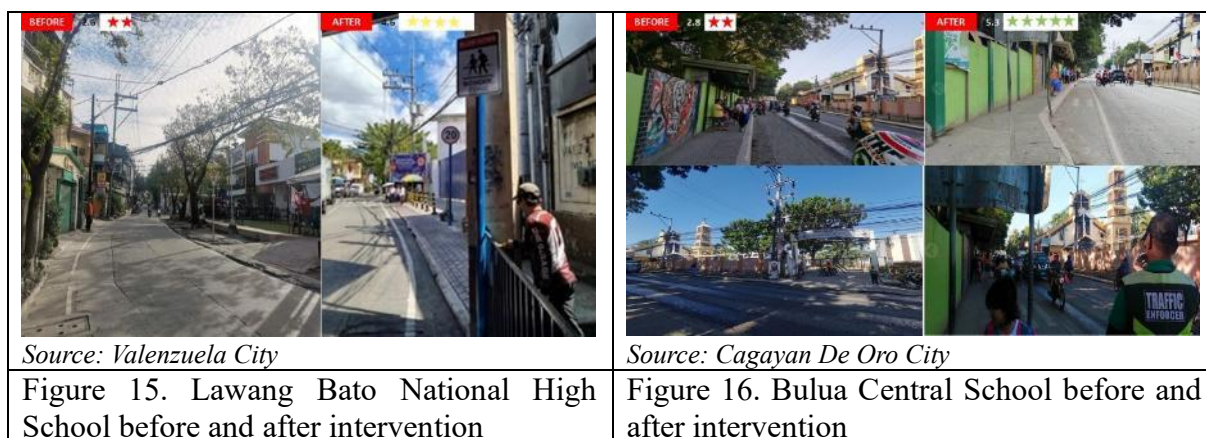 BEFORE
AFTER
20
Source: Valenzuela City
Figure 15. Lawang Bato National High
School before and after intervention
BEFORE 2.8
AFTER 5.3
TRAFFIC
ENFORCER
Source: Cagayan De Oro City
Figure 16. Bulua Central School before and
after intervention